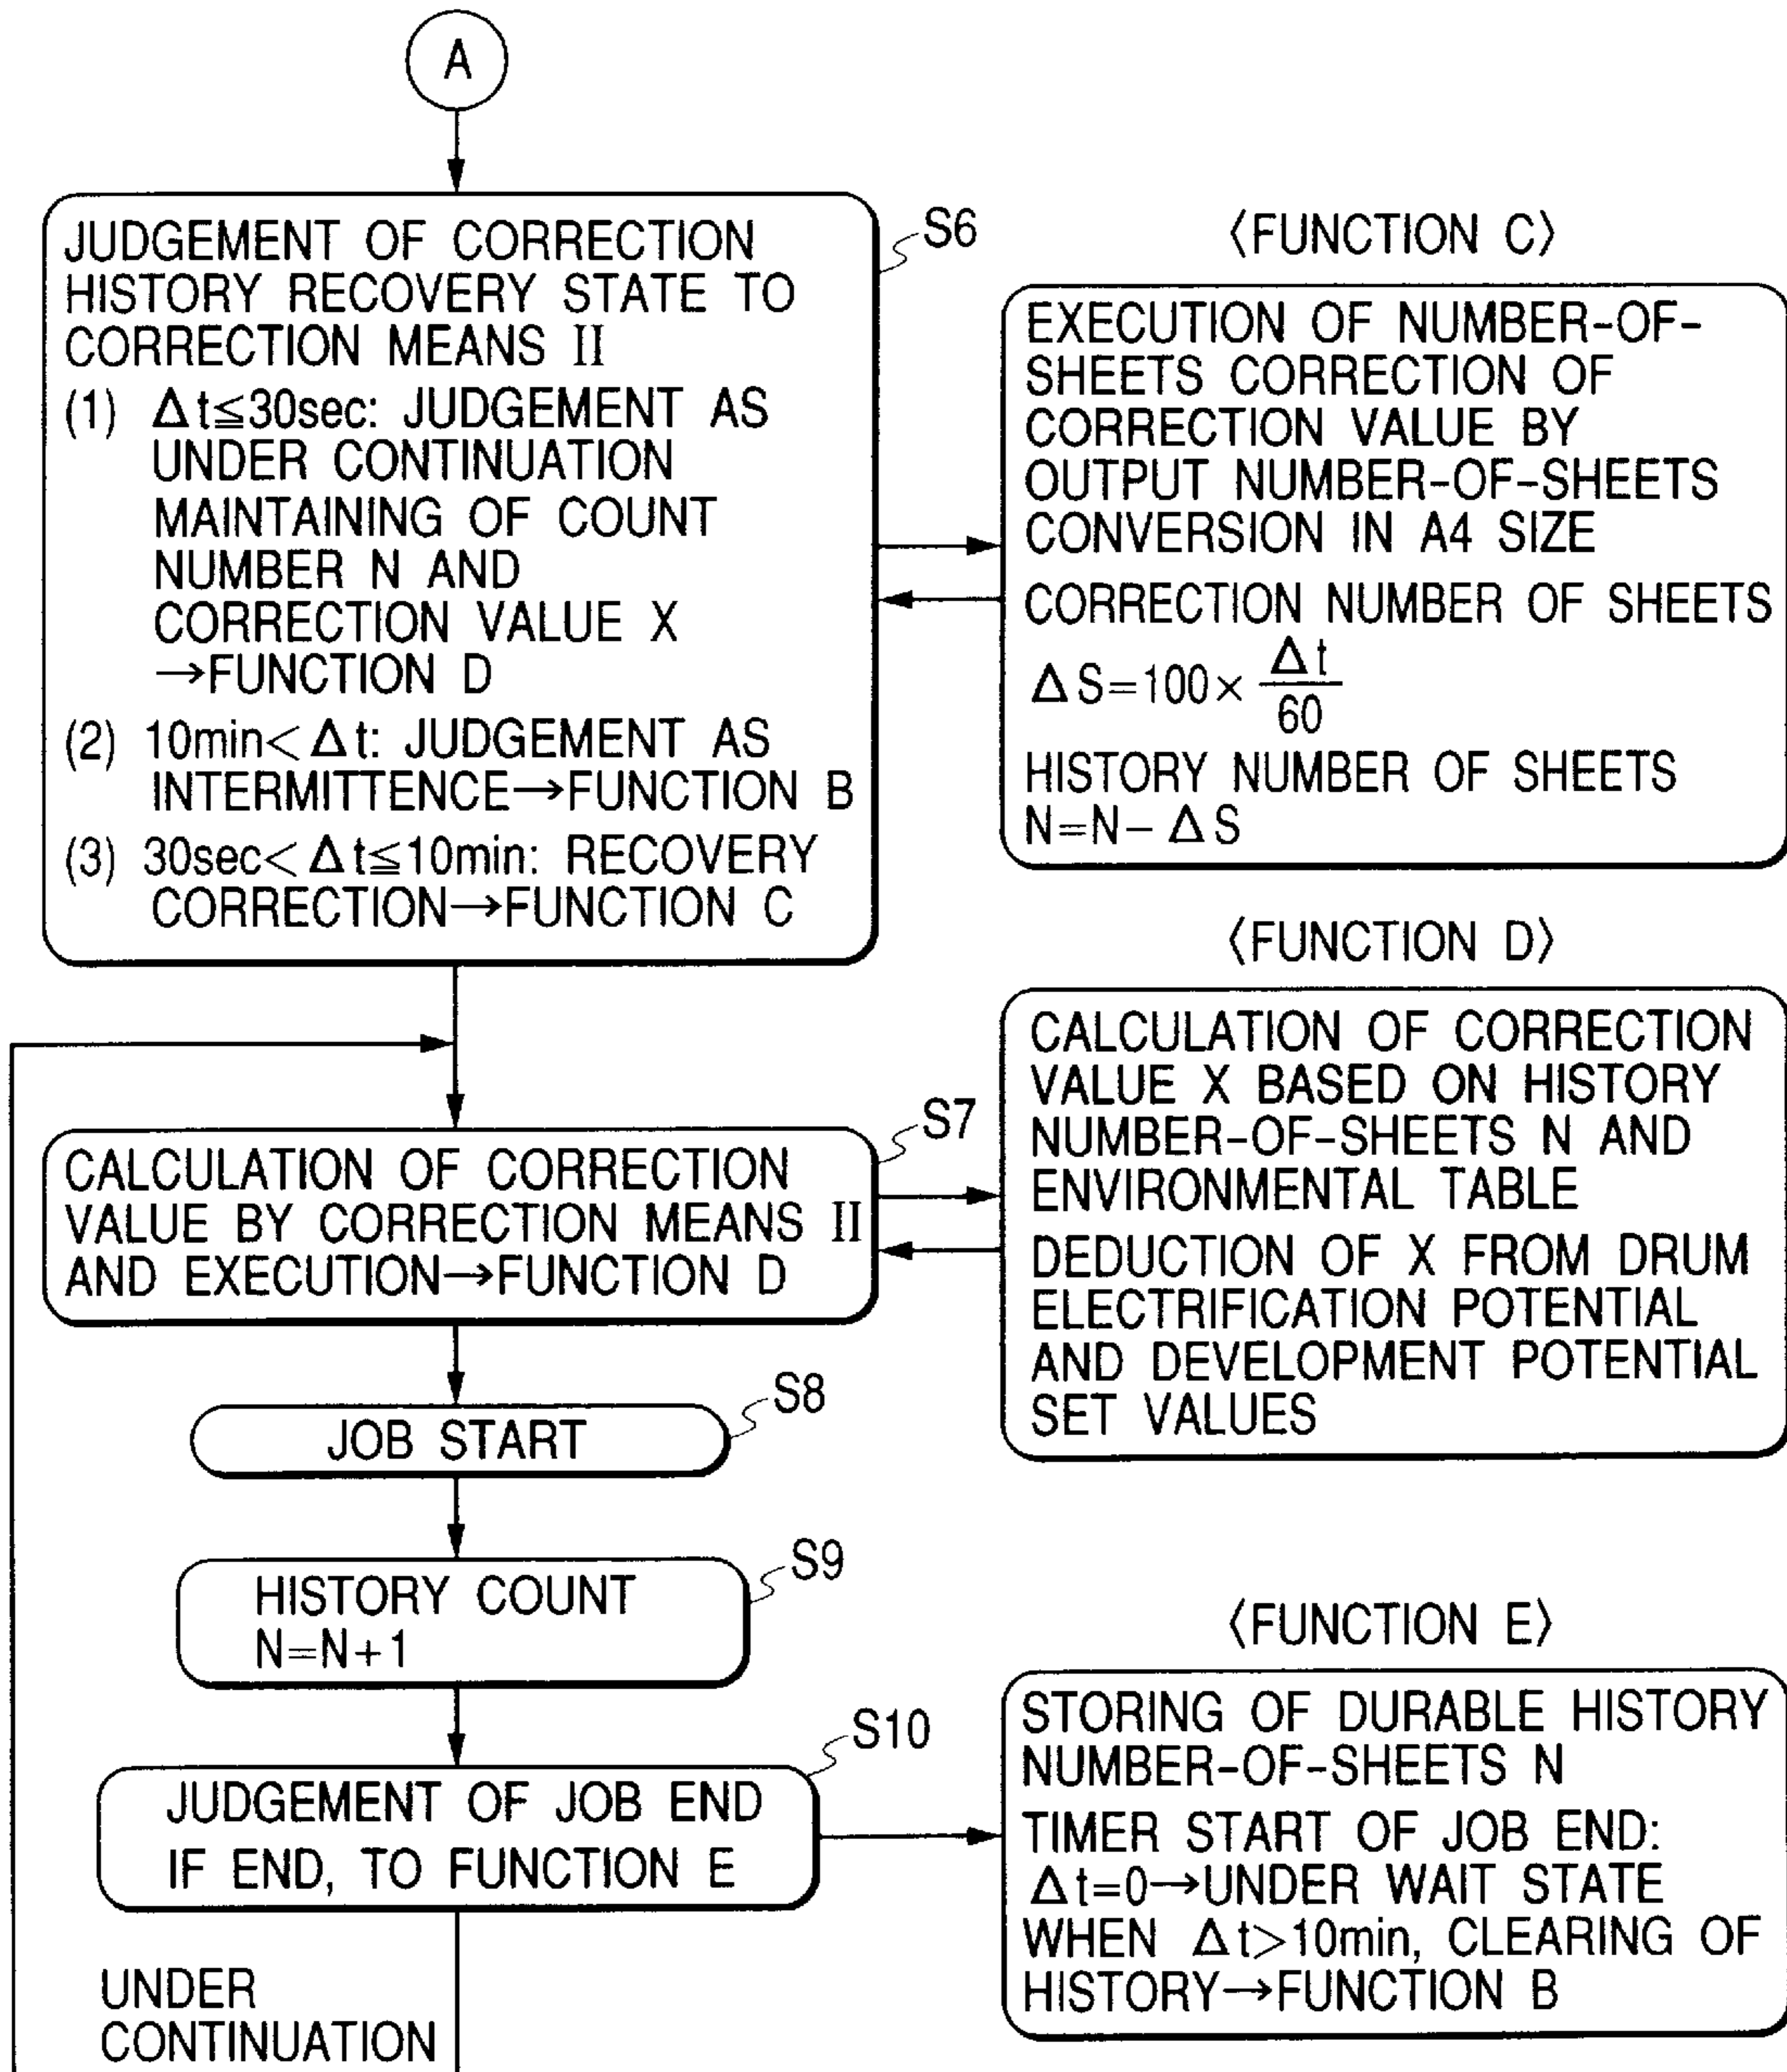 A
JUDGEMENT OF CORRECTION
HISTORY RECOVERY STATE TO
CORRECTION MEANS II
(1) Δt≦30sec: JUDGEMENT AS
UNDER CONTINUATION
MAINTAINING OF COUNT
NUMBER N AND
CORRECTION VALUE X
→FUNCTION D
(2) 10min<Δt: JUDGEMENT AS
INTERMITTENCE→FUNCTION B
(3) 30sec<Δt≦10min: RECOVERY
CORRECTION→FUNCTION C
S6
〈FUNCTION C〉
EXECUTION OF NUMBER-OF-
SHEETS CORRECTION OF
CORRECTION VALUE BY
OUTPUT NUMBER-OF-SHEETS
CONVERSION IN A4 SIZE
CORRECTION NUMBER OF SHEETS
ΔS=100× Δt/60
HISTORY NUMBER OF SHEETS
N=N-ΔS
CALCULATION OF CORRECTION
VALUE BY CORRECTION MEANS II
AND EXECUTION→FUNCTION D
S7
〈FUNCTION D〉
CALCULATION OF CORRECTION
VALUE X BASED ON HISTORY
NUMBER-OF-SHEETS N AND
ENVIRONMENTAL TABLE
DEDUCTION OF X FROM DRUM
ELECTRIFICATION POTENTIAL
AND DEVELOPMENT POTENTIAL
SET VALUES
JOB START
S8
HISTORY COUNT
N=N+1
S9
JUDGEMENT OF JOB END
IF END, TO FUNCTION E
S10
〈FUNCTION E〉
STORING OF DURABLE HISTORY
NUMBER-OF-SHEETS N
TIMER START OF JOB END:
Δt=0→UNDER WAIT STATE
WHEN Δt>10min, CLEARING OF
HISTORY→FUNCTION B
UNDER
CONTINUATION